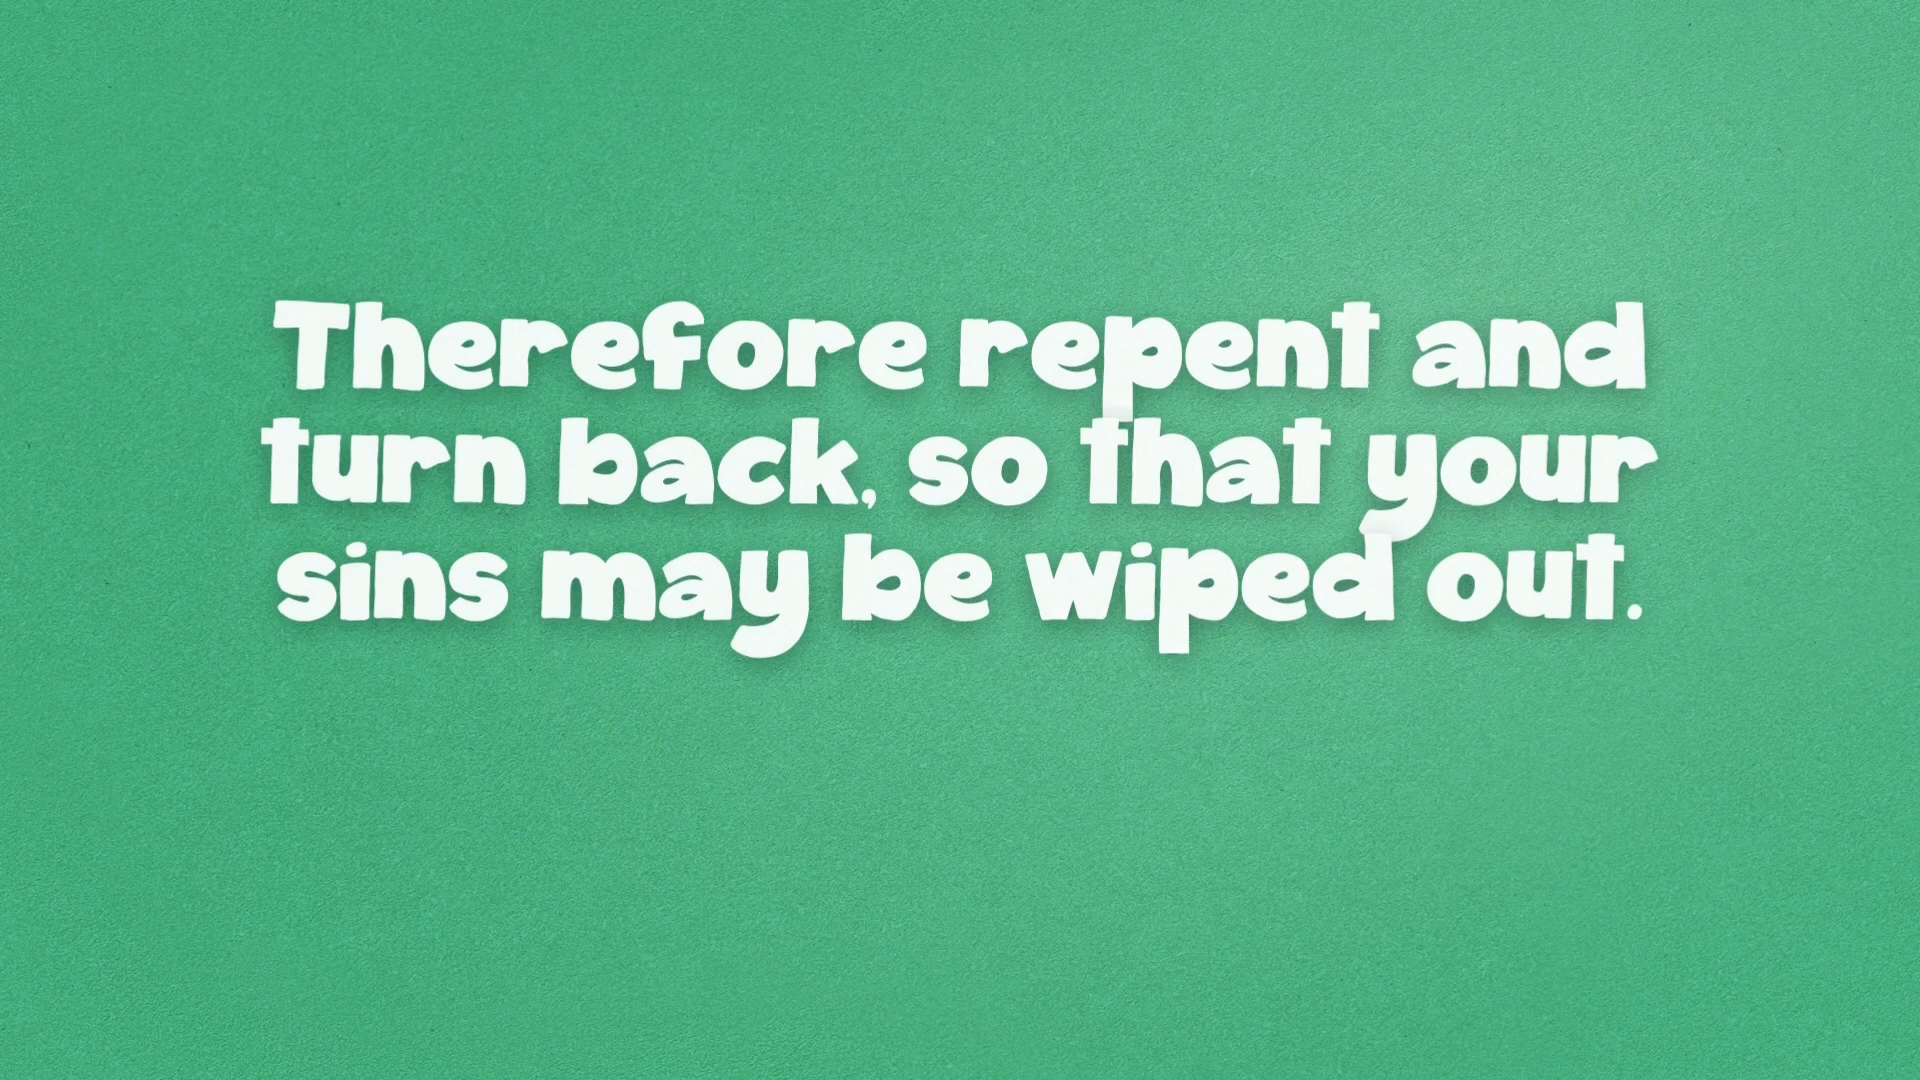 Therefore repent and
turn back, so that your
sins may be wiped out.